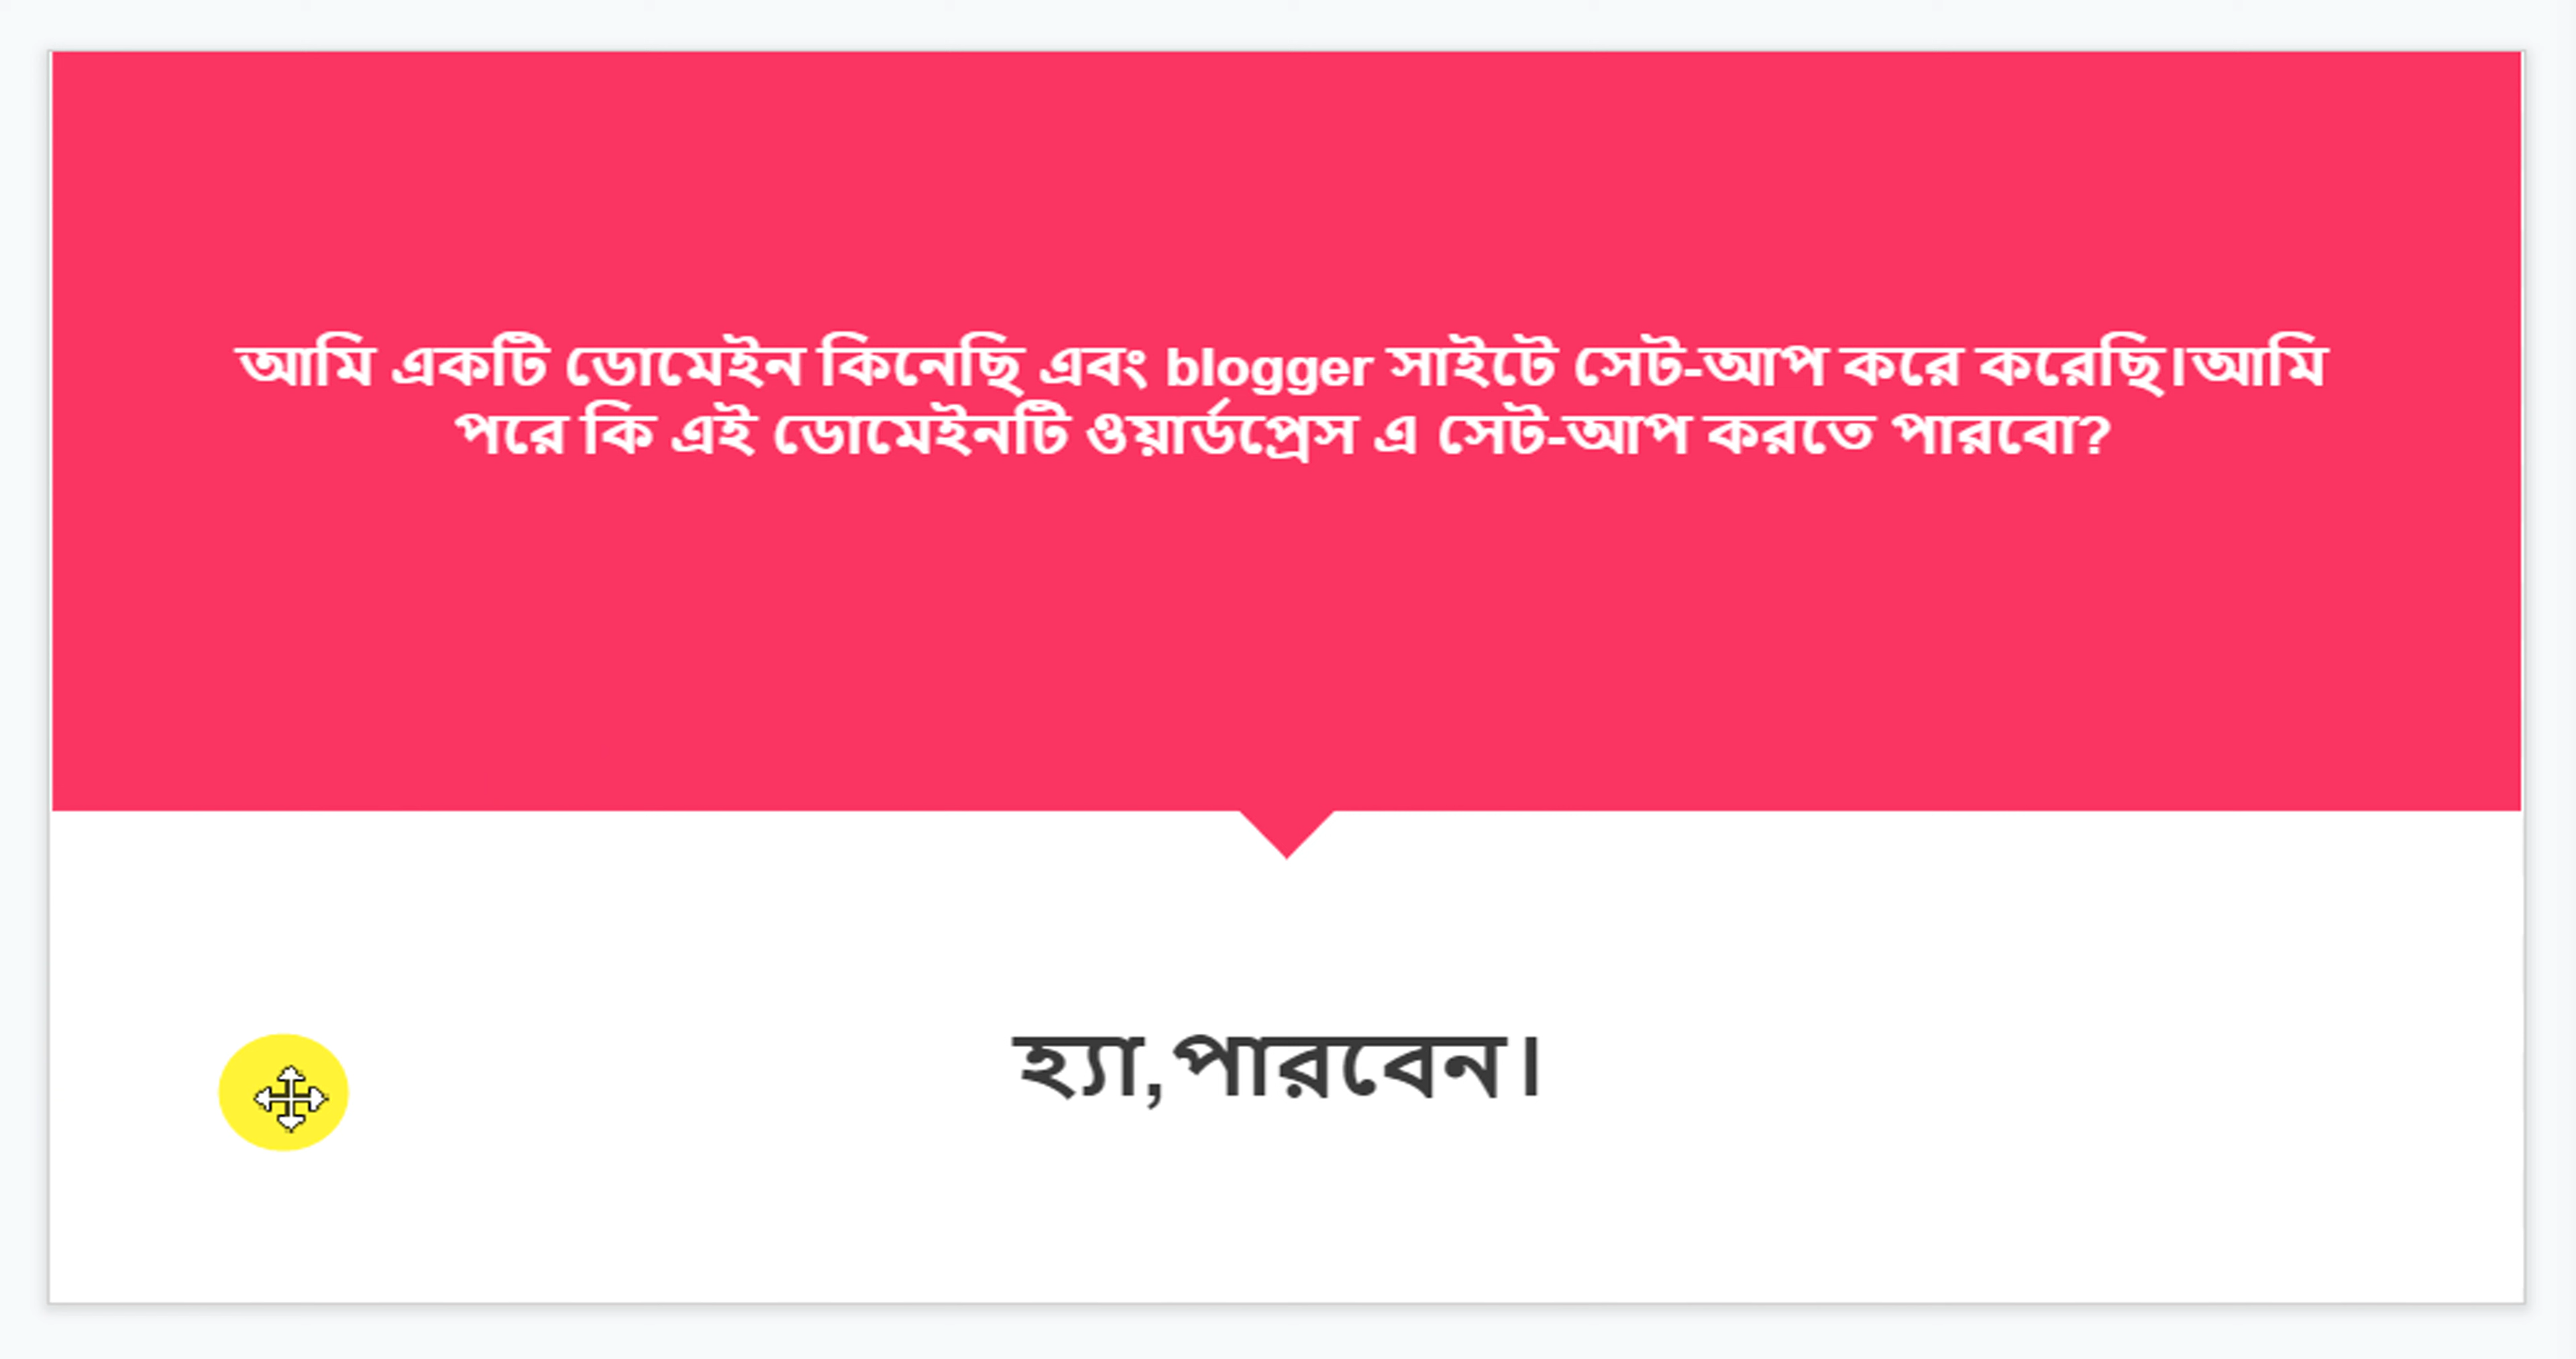 আমি একটি ডোমেইন কিনেছি এবং blogger সাইটে সেট-আপ করে করেছি।আমি
পরে কি এই ডোমেইনটি ওয়ার্ডপ্রেস এ সেট-আপ করতে পারবো?
হ্যা,পারবেন।